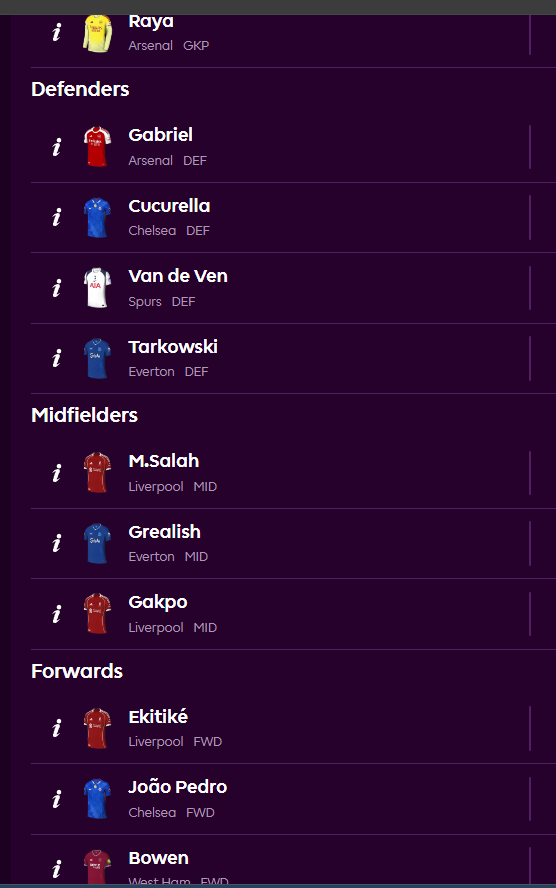 Raya
Arsenal GKP
Defenders
Gabriel
Arsenal DEF
Cucurella
Chelsea DEF
Van de Ven
Spurs DEF
Tarkowski
Everton DEF
Midfielders
M.Salah
Liverpool MID
Grealish
Everton MID
Gakpo
Liverpool MID
Forwards
Ekitiké
Liverpool FWD
João Pedro
Chelsea FWD
Bowen
West Ham FWD